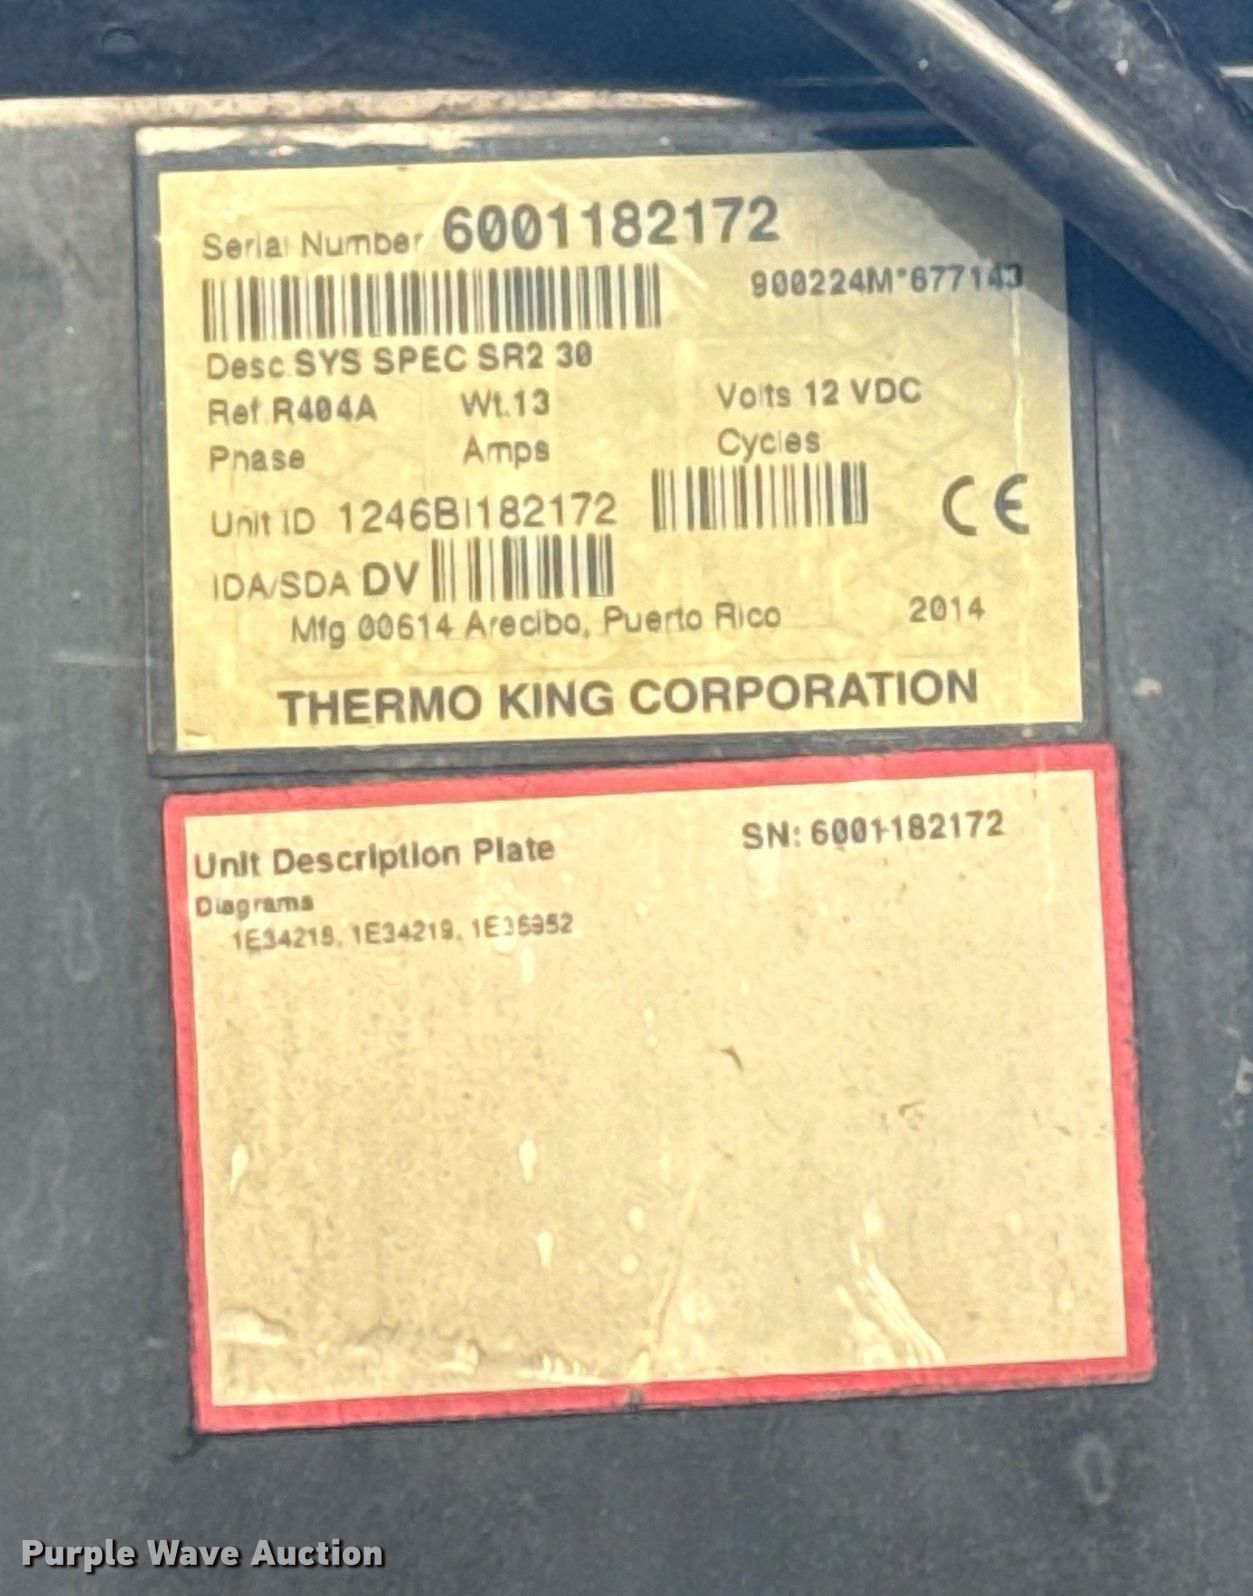 Serial Number 6001182172
900224M*677143
Desc SYS SPEC SR2 30
Ref R404A Wt.13 Volts 12 VDC
Phase Amps Cycles
Unit ID 1246BI182172
CE
IDA/SDA DV
Mfg 00614 Arecibo, Puerto Rico 2014
THERMO KING CORPORATION
Unit Description Plate SN: 6001182172
Diagrams
1E34219,
Purple Wave Auction